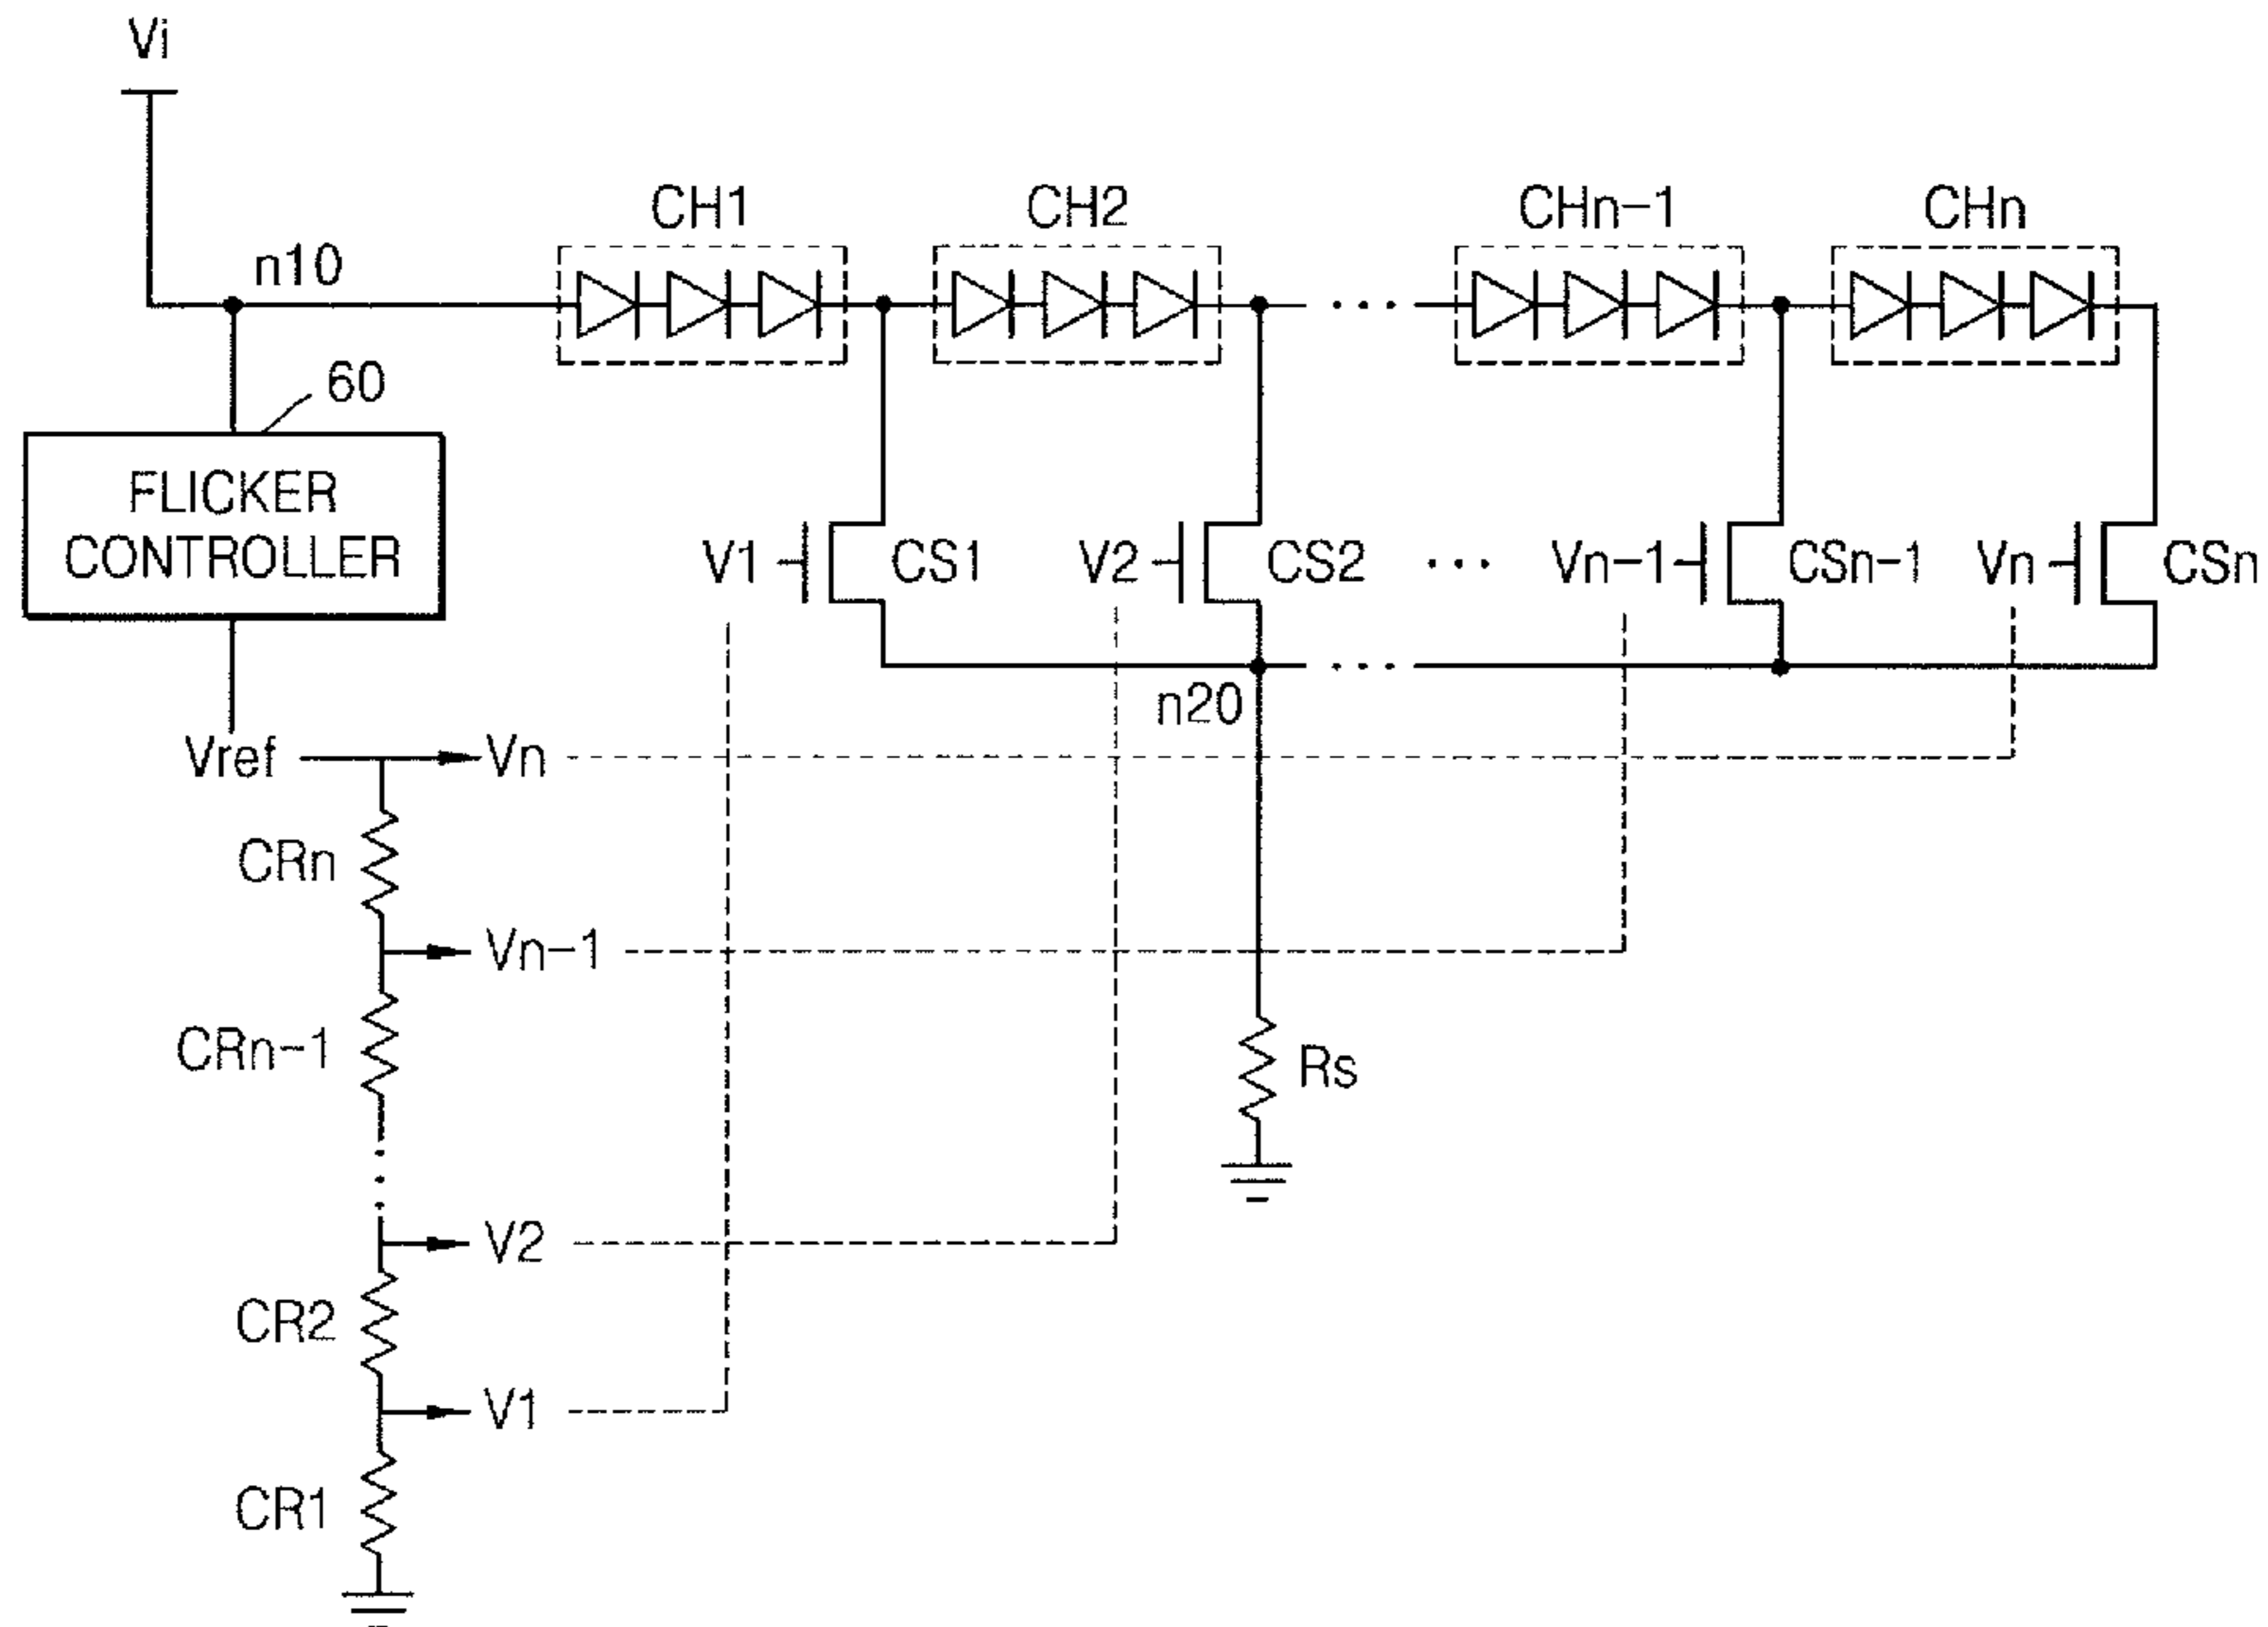 Vi
CH1 CH2 CHn-1 CHn
n10
...
60
FLICKER
CONTROLLER
V1 CS1 V2 CS2 ... Vn-1 CSn-1 Vn CSn
...
n20
Vref Vn
CRn
Vn-1
CRn-1
Rs
V2
CR2
V1
CR1